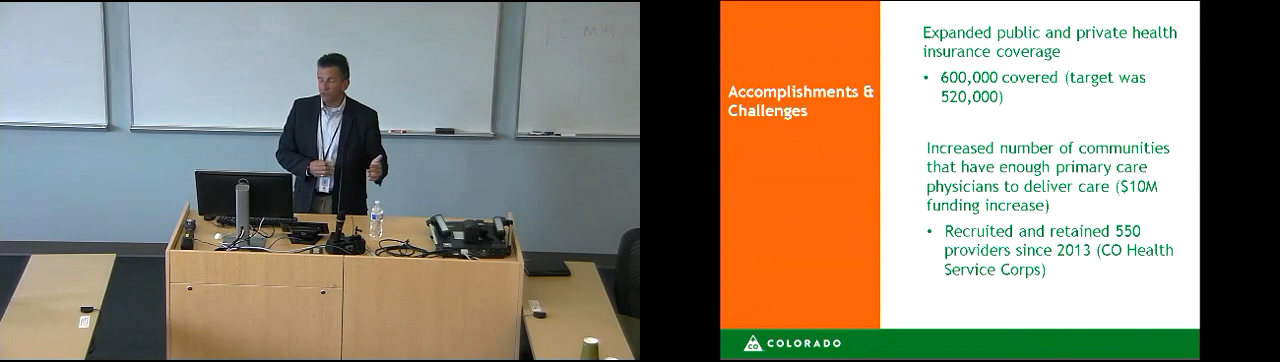 Accomplishments &
Challenges
Expanded public and private health
insurance coverage
• 600,000 covered (target was
520,000)
Increased number of communities
that have enough primary care
physicians to deliver care ($10M
funding increase)
• Recruited and retained 550
providers since 2013 (CO Health
Service Corps)
CO
COLORADO